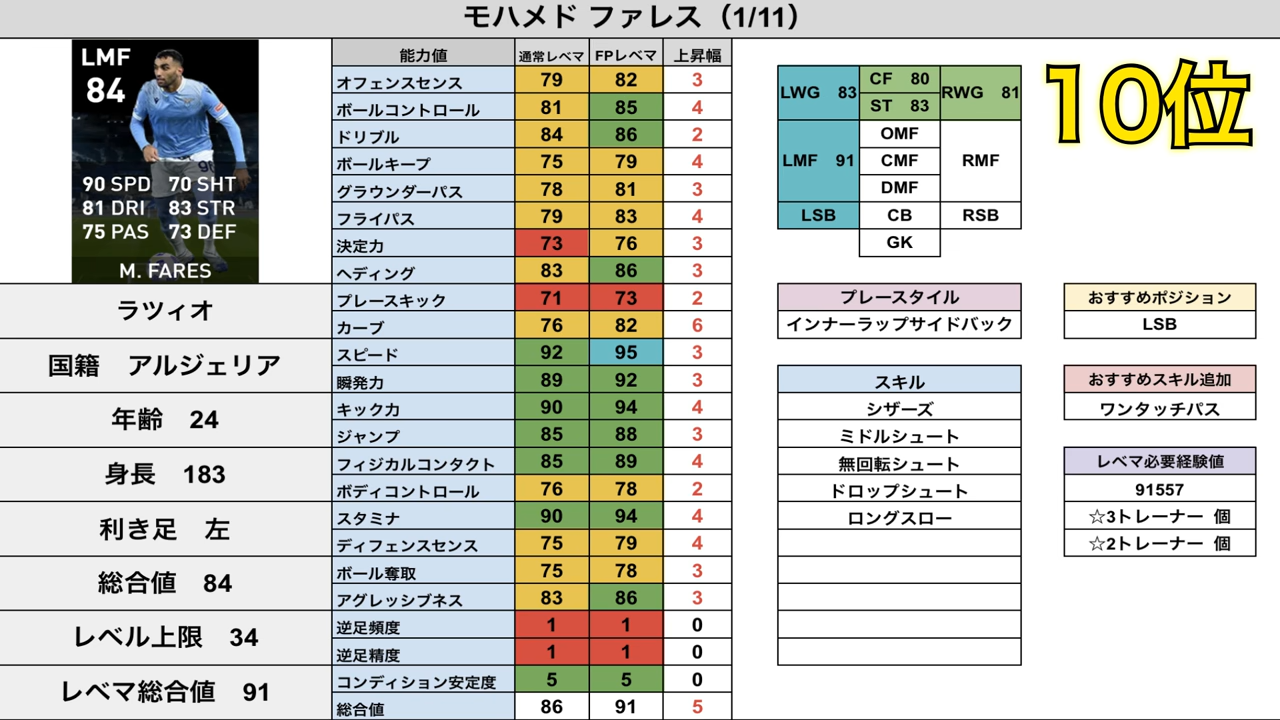 モハメド ファレス（1/11）
LMF
84
90 SPD 70 SHT
81 DRI 83 STR
75 PAS 73 DEF
M. FARES
ラツィオ
国籍 アルジェリア
年齢 24
身長 183
利き足 左
総合値 84
レベル上限 34
レベマ総合値 91
能力値 通常レベマ FPレベマ 上昇幅
オフェンスセンス 79 82 3
ボールコントロール 81 85 4
ドリブル 84 86 2
ボールキープ 75 79 4
グラウンダーパス 78 81 3
フライパス 79 83 4
決定力 73 76 3
ヘディング 83 86 3
プレースキック 71 73 2
カーブ 76 82 6
スピード 92 95 3
瞬発力 89 92 3
キック力 90 94 4
ジャンプ 85 88 3
フィジカルコンタクト 85 89 4
ボディコントロール 76 78 2
スタミナ 90 94 4
ディフェンスセンス 75 79 4
ボール奪取 75 78 3
アグレッシブネス 83 86 3
逆足頻度 1 1 0
逆足精度 1 1 0
コンディション安定度 5 5 0
総合値 86 91 5
LWG 83 CF 80 RWG 81
ST 83
OMF
LMF 91 CMF RMF
DMF
LSB CB RSB
GK
プレースタイル
インナーラップサイドバック
スキル
シザーズ
ミドルシュート
無回転シュート
ドロップシュート
ロングスロー
10位
おすすめポジション
LSB
おすすめスキル追加
ワンタッチパス
レベマ必要経験値
91557
☆3トレーナー 個
☆2トレーナー 個